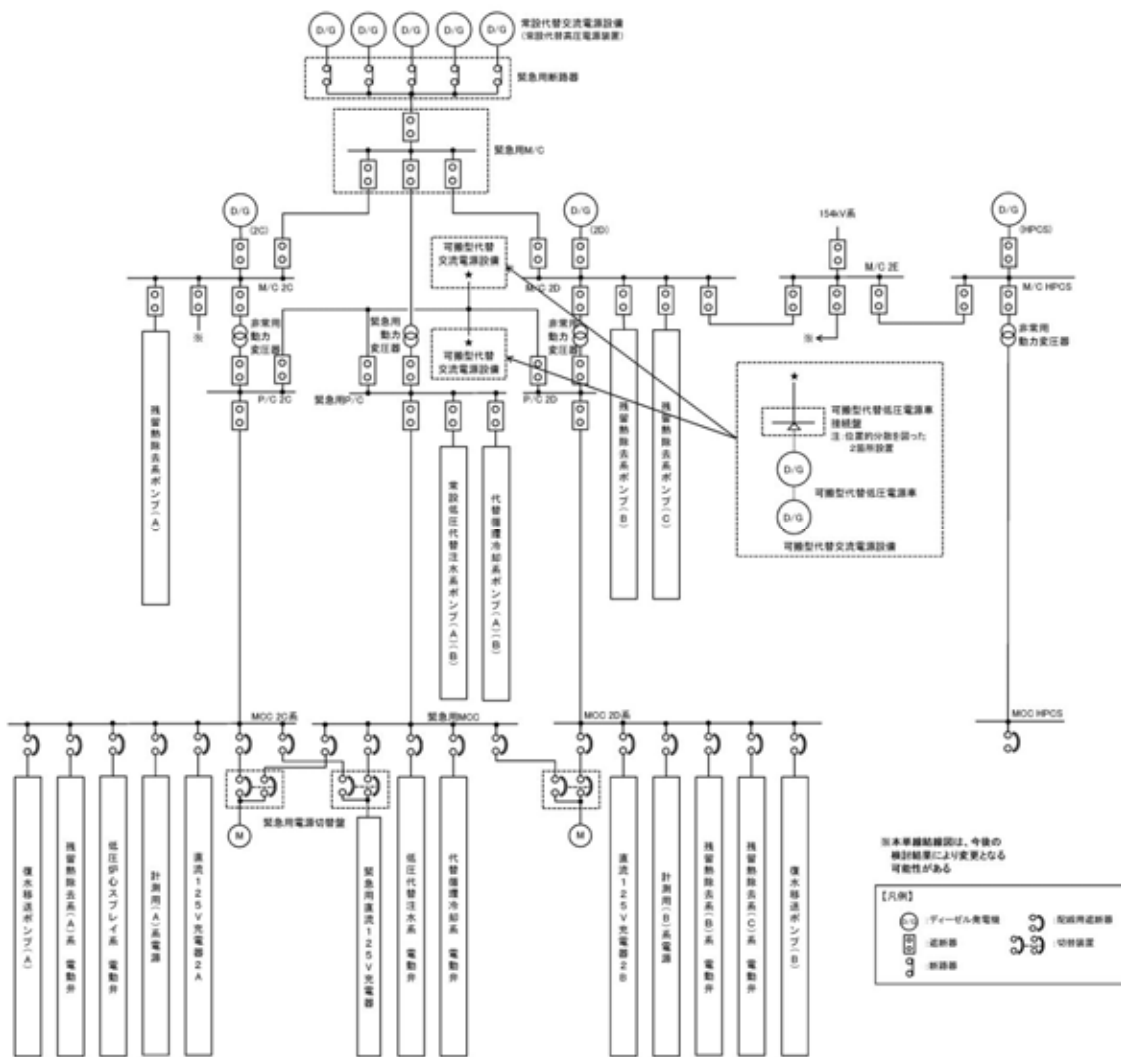 D/G D/G D/G D/G D/G
常設代替交流電源設備
(常設代替高圧電源装置)
緊急用断路器
緊急用M/C
D/G
(2C)
D/G
(2D)
154kV系
D/G
(HPCS)
可搬型代替
交流電源設備
★
M/C 2C
M/C 2D
M/C 2E
M/C HPCS
※
※
非常用
動力
変圧器
緊急用
動力
変圧器
非常用
動力
変圧器
非常用
動力変圧器
★
可搬型代替
交流電源設備
P/C 2C
緊急用P/C
P/C 2D
★
可搬型代替低圧電源車
接続盤
注:位置的分散を図った
2箇所設置
D/G
可搬型代替低圧電源車
D/G
可搬型代替交流電源設備
残留熱除去系ポンプ(A)
常設低圧代替注水系ポンプ(A)(B)
代替循環冷却系ポンプ(A)(B)
残留熱除去系ポンプ(B)
残留熱除去系ポンプ(C)
MCC 2C系
緊急用MCC
MCC 2D系
MCC HPCS
M
緊急用電源切替盤
M
復水移送ポンプ(A)
残留熱除去系(A)系 電動弁
低圧炉心スプレイ系 電動弁
計測用(A)系電源
直流125V充電器2A
緊急用直流125V充電器
低圧代替注水系 電動弁
代替循環冷却系 電動弁
直流125V充電器2B
計測用(B)系電源
残留熱除去系(B)系 電動弁
残留熱除去系(C)系 電動弁
復水移送ポンプ(B)
※本単線結線図は、今後の
検討結果により変更となる
可能性がある
【凡例】
D/G :ディーゼル発電機
:遮断器
:断路器
:配線用遮断器
:切替装置